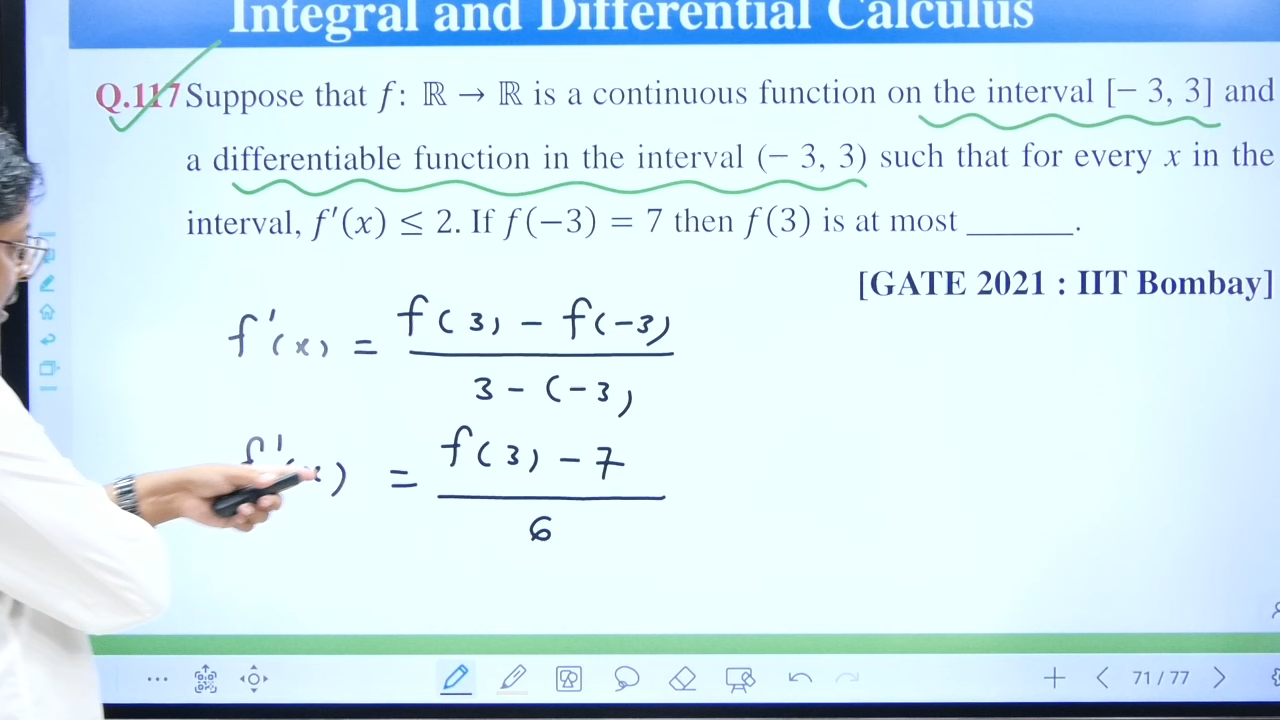 Integral and Differential Calculus
Q.117 Suppose that f: ℝ → ℝ is a continuous function on the interval [− 3, 3] and
a differentiable function in the interval (− 3, 3) such that for every x in the
interval, f′(x) ≤ 2. If f(−3) = 7 then f(3) is at most ______.
[GATE 2021 : IIT Bombay]
f'(x) = f(3) - f(-3)
3 - (-3)
f'(x) = f(3) - 7
6
71 / 77